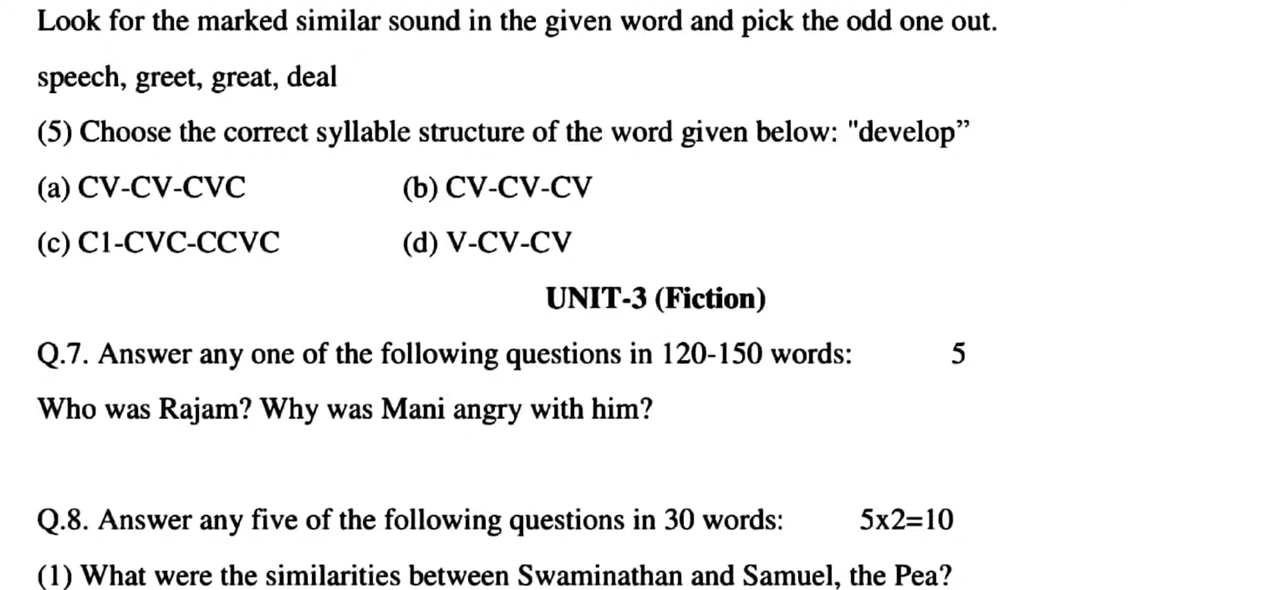 Look for the marked similar sound in the given word and pick the odd one out.
speech, greet, great, deal
(5) Choose the correct syllable structure of the word given below: "develop”
(a) CV-CV-CVC (b) CV-CV-CV
(c) C1-CVC-CCVC (d) V-CV-CV
UNIT-3 (Fiction)
Q.7. Answer any one of the following questions in 120-150 words: 5
Who was Rajam? Why was Mani angry with him?
Q.8. Answer any five of the following questions in 30 words: 5x2=10
(1) What were the similarities between Swaminathan and Samuel, the Pea?